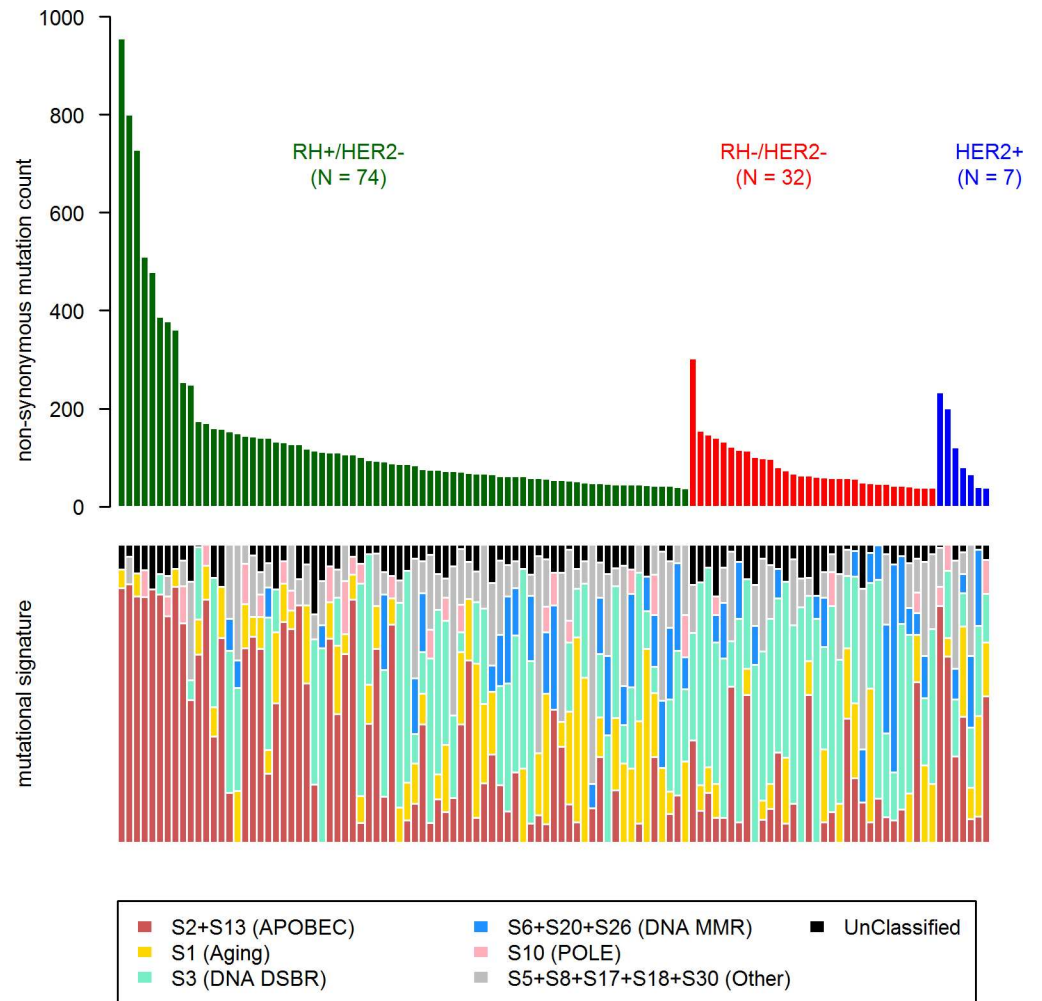 1000
800
600
400
200
0
non-synonymous mutation count
RH+/HER2-
(N = 74)
RH-/HER2-
(N = 32)
HER2+
(N = 7)
mutational signature
S2+S13 (APOBEC)
S1 (Aging)
S3 (DNA DSBR)
S6+S20+S26 (DNA MMR)
S10 (POLE)
S5+S8+S17+S18+S30 (Other)
UnClassified